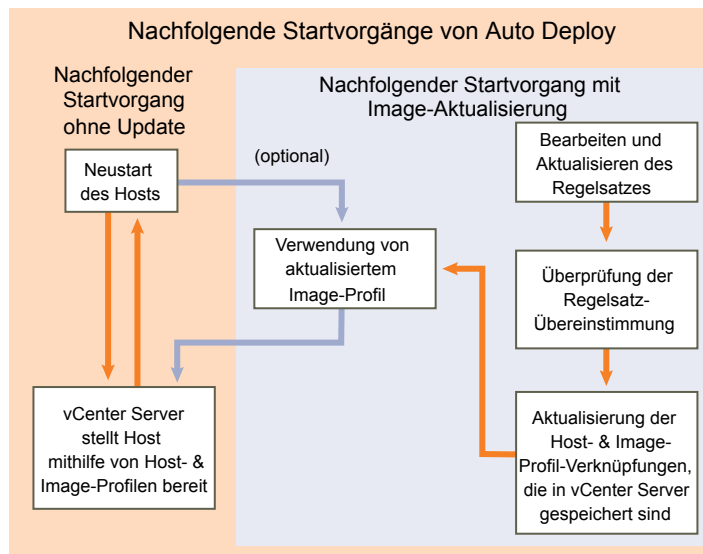 Nachfolgende Startvorgänge von Auto Deploy
Nachfolgender
Startvorgang
ohne Update
Nachfolgender Startvorgang mit
Image-Aktualisierung
Neustart
des Hosts
(optional)
Bearbeiten und
Aktualisieren des
Regelsatzes
Verwendung von
aktualisiertem
Image-Profil
Überprüfung der
Regelsatz-
Übereinstimmung
vCenter Server
stellt Host
mithilfe von Host- &
Image-Profilen bereit
Aktualisierung der
Host- & Image-
Profil-Verknüpfungen,
die in vCenter Server
gespeichert sind